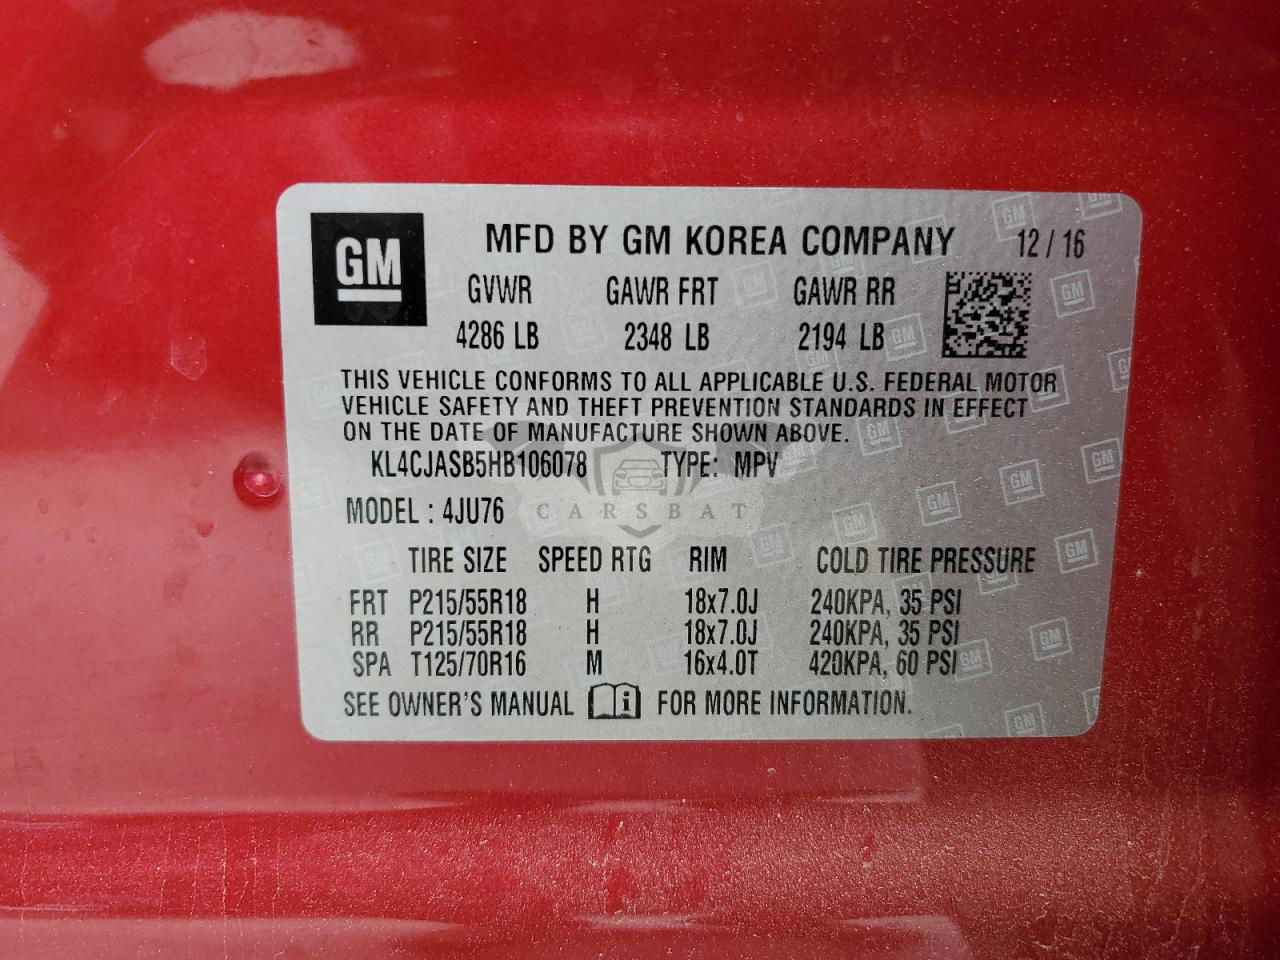 GM
MFD BY GM KOREA COMPANY 12 / 16
GVWR GAWR FRT GAWR RR
4286 LB 2348 LB 2194 LB
THIS VEHICLE CONFORMS TO ALL APPLICABLE U.S. FEDERAL MOTOR
VEHICLE SAFETY AND THEFT PREVENTION STANDARDS IN EFFECT
ON THE DATE OF MANUFACTURE SHOWN ABOVE.
KL4CJASB5HB106078 TYPE: MPV
MODEL : 4JU76
CARSBAT
TIRE SIZE SPEED RTG RIM COLD TIRE PRESSURE
FRT P215/55R18 H 18x7.0J 240KPA, 35 PSI
RR P215/55R18 H 18x7.0J 240KPA, 35 PSI
SPA T125/70R16 M 16x4.0T 420KPA, 60 PSI
SEE OWNER'S MANUAL i FOR MORE INFORMATION.